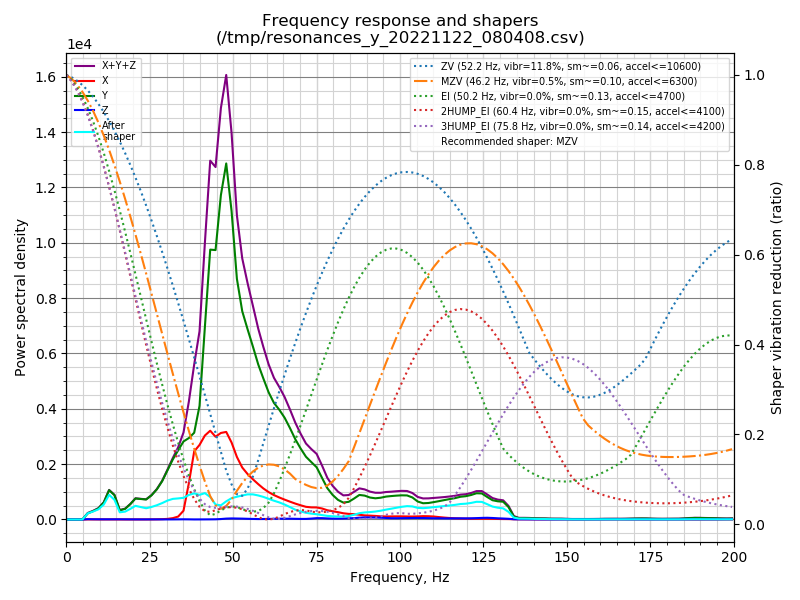 Frequency response and shapers
(/tmp/resonances_y_20221122_080408.csv)
1e4
X+Y+Z
X
Y
Z
After
shaper
ZV (52.2 Hz, vibr=11.8%, sm~=0.06, accel<=10600)
MZV (46.2 Hz, vibr=0.5%, sm~=0.10, accel<=6300)
EI (50.2 Hz, vibr=0.0%, sm~=0.13, accel<=4700)
2HUMP_EI (60.4 Hz, vibr=0.0%, sm~=0.15, accel<=4100)
3HUMP_EI (75.8 Hz, vibr=0.0%, sm~=0.14, accel<=4200)
Recommended shaper: MZV
Power spectral density
1.6
1.4
1.2
1.0
0.8
0.6
0.4
0.2
0.0
Shaper vibration reduction (ratio)
1.0
0.8
0.6
0.4
0.2
0.0
0 25 50 75 100 125 150 175 200
Frequency, Hz